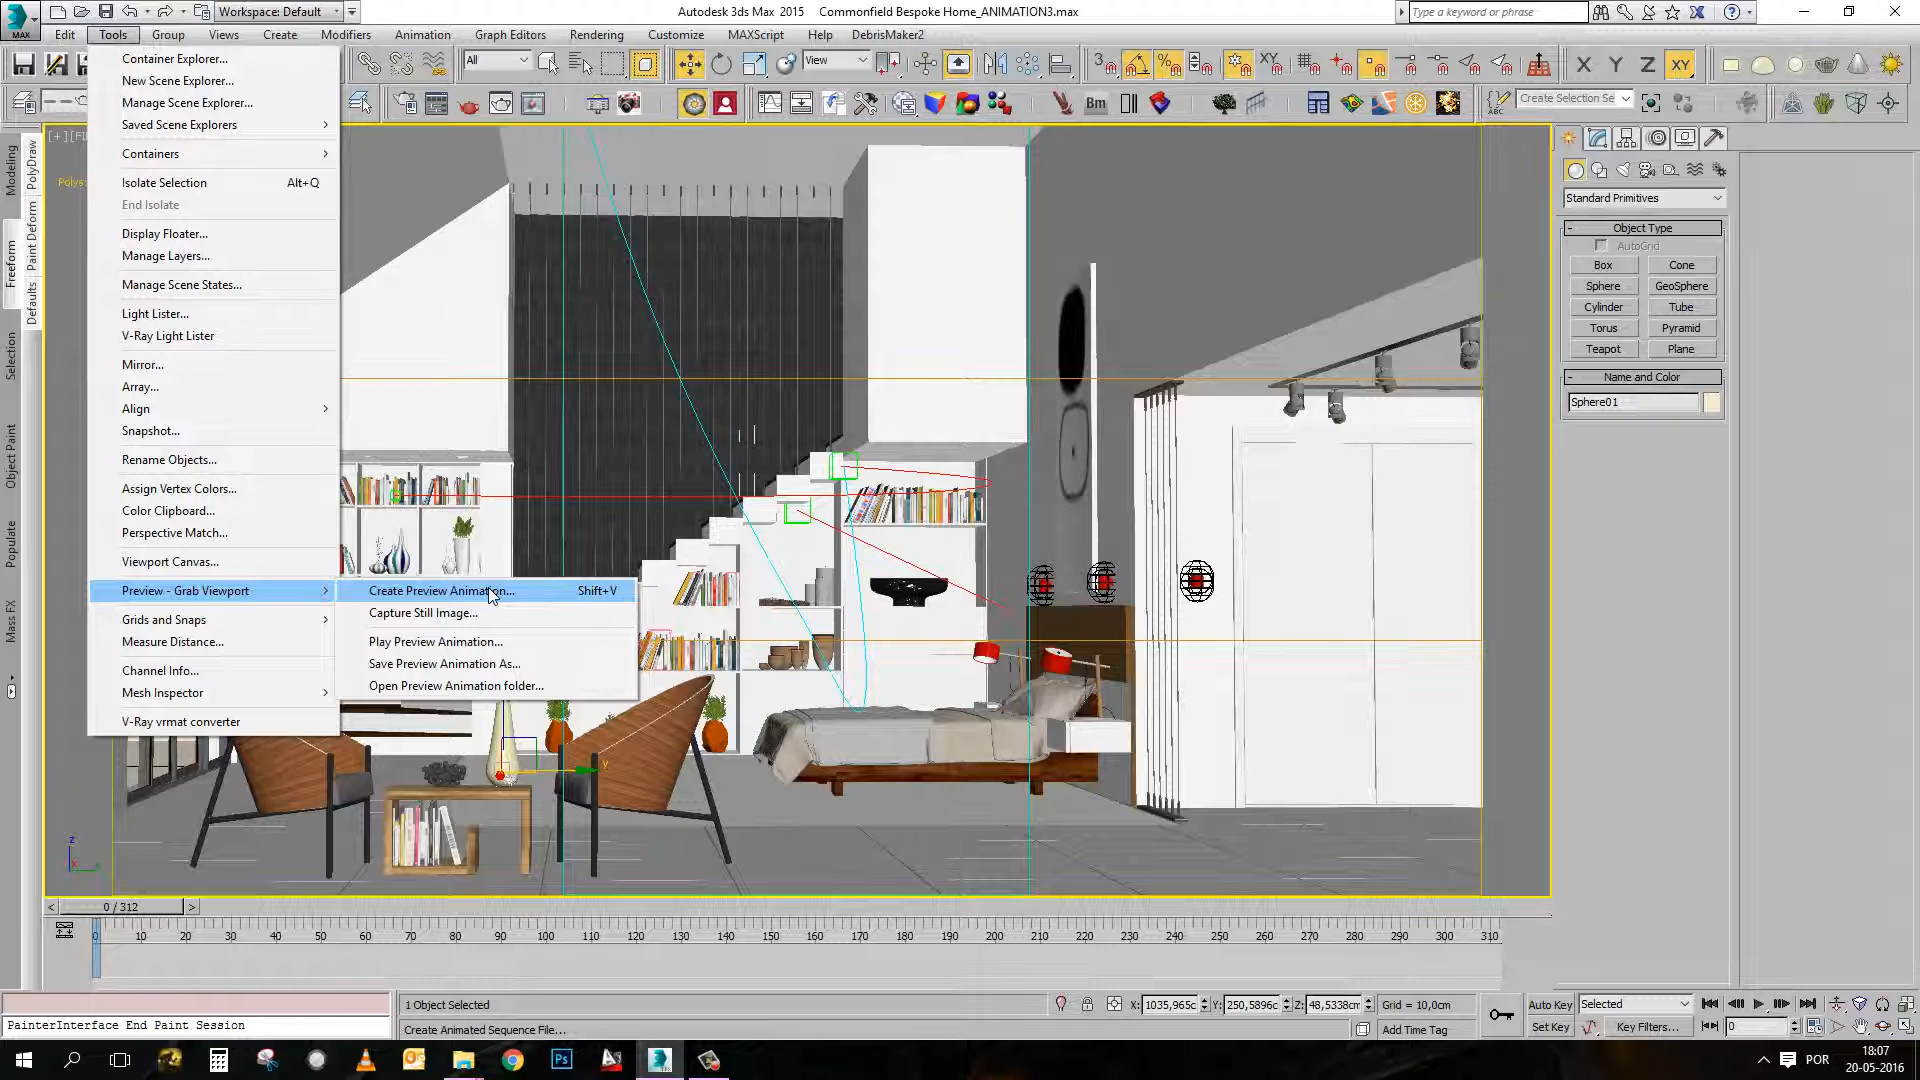 Workspace: Default
Autodesk 3ds Max 2015 Commonfield Bespoke Home_ANIMATION3.max
Type a keyword or phrase
MAX
Edit Tools Group Views Create Modifiers Animation Graph Editors Rendering Customize MAXScript Help DebrisMaker2
Container Explorer...
New Scene Explorer...
Manage Scene Explorer...
Saved Scene Explorers
Containers
Isolate Selection Alt+Q
End Isolate
Display Floater...
Manage Layers...
Manage Scene States...
Light Lister...
V-Ray Light Lister
Mirror...
Array...
Align
Snapshot...
Rename Objects...
Assign Vertex Colors...
Color Clipboard...
Perspective Match...
Viewport Canvas...
Preview - Grab Viewport
Grids and Snaps
Measure Distance...
Channel Info...
Mesh Inspector
V-Ray vrmat converter
Create Preview Animation... Shift+V
Capture Still Image...
Play Preview Animation...
Save Preview Animation As...
Open Preview Animation folder...
All
View
3
X Y Z XY
Bm
Create Selection Se
Modeling
Freeform
Selection
Object Paint
Populate
Mass FX
PolyDraw
Paint Deform
Defaults
[+]
Polys:
Standard Primitives
Object Type
AutoGrid
Box Cone
Sphere GeoSphere
Cylinder Tube
Torus Pyramid
Teapot Plane
Name and Color
Sphere01
z
x
y
0 / 312
0 10 20 30 40 50 60 70 80 90 100 110 120 130 140 150 160 170 180 190 200 210 220 230 240 250 260 270 280 290 300 310
1 Object Selected
X: 1035,965c Y: 250,5896c Z: 48,5338cm Grid = 10,0cm
Auto Key Selected
PainterInterface End Paint Session
Create Animated Sequence File...
Add Time Tag
Set Key Key Filters...
0
Ps
POR
18:07
20-05-2016